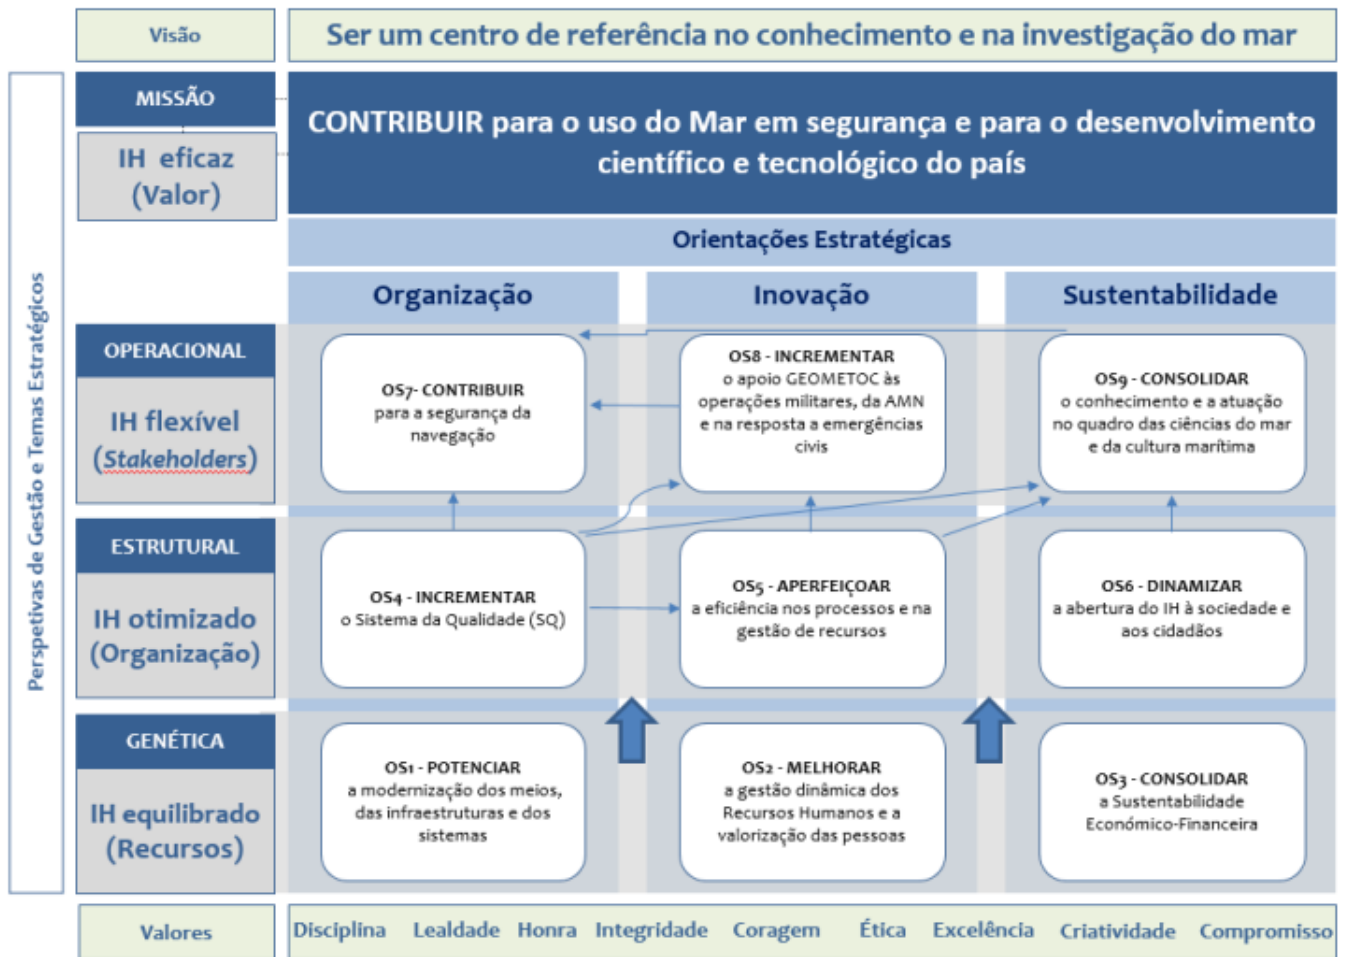 Visão
Ser um centro de referência no conhecimento e na investigação do mar
Perspetivas de Gestão e Temas Estratégicos
MISSÃO
IH eficaz
(Valor)
CONTRIBUIR para o uso do Mar em segurança e para o desenvolvimento
científico e tecnológico do país
Orientações Estratégicas
Organização
Inovação
Sustentabilidade
OPERACIONAL
IH flexível
(Stakeholders)
OS7- CONTRIBUIR
para a segurança da
navegação
OS8 - INCREMENTAR
o apoio GEOMETOC às
operações militares, da AMN
e na resposta a emergências
civis
OS9 - CONSOLIDAR
o conhecimento e a atuação
no quadro das ciências do mar
e da cultura marítima
ESTRUTURAL
IH otimizado
(Organização)
OS4 - INCREMENTAR
o Sistema da Qualidade (SQ)
OS5 - APERFEIÇOAR
a eficiência nos processos e na
gestão de recursos
OS6 - DINAMIZAR
a abertura do IH à sociedade e
aos cidadãos
GENÉTICA
IH equilibrado
(Recursos)
OS1 - POTENCIAR
a modernização dos meios,
das infraestruturas e dos
sistemas
OS2 - MELHORAR
a gestão dinâmica dos
Recursos Humanos e a
valorização das pessoas
OS3 - CONSOLIDAR
a Sustentabilidade
Económico-Financeira
Valores
Disciplina Lealdade Honra Integridade Coragem Ética Excelência Criatividade Compromisso